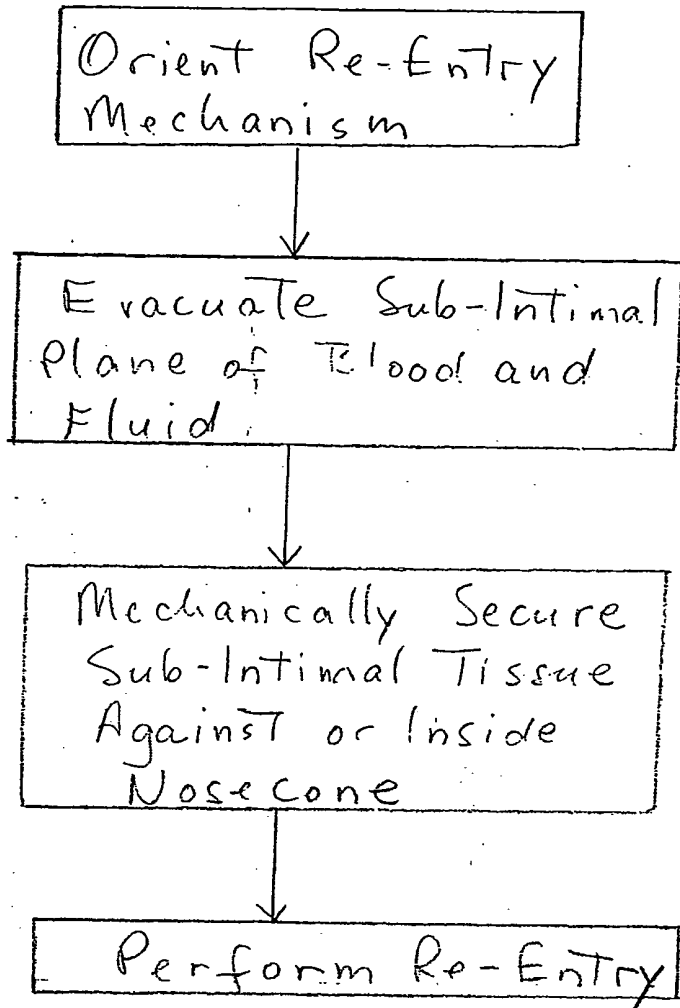 Orient Re-Entry
Mechanism
Evacuate Sub-Intimal
Plane of Blood and
Fluid.
Mechanically Secure
Sub-Intimal Tissue
Against or Inside
Nosecone
Perform Re-Entry